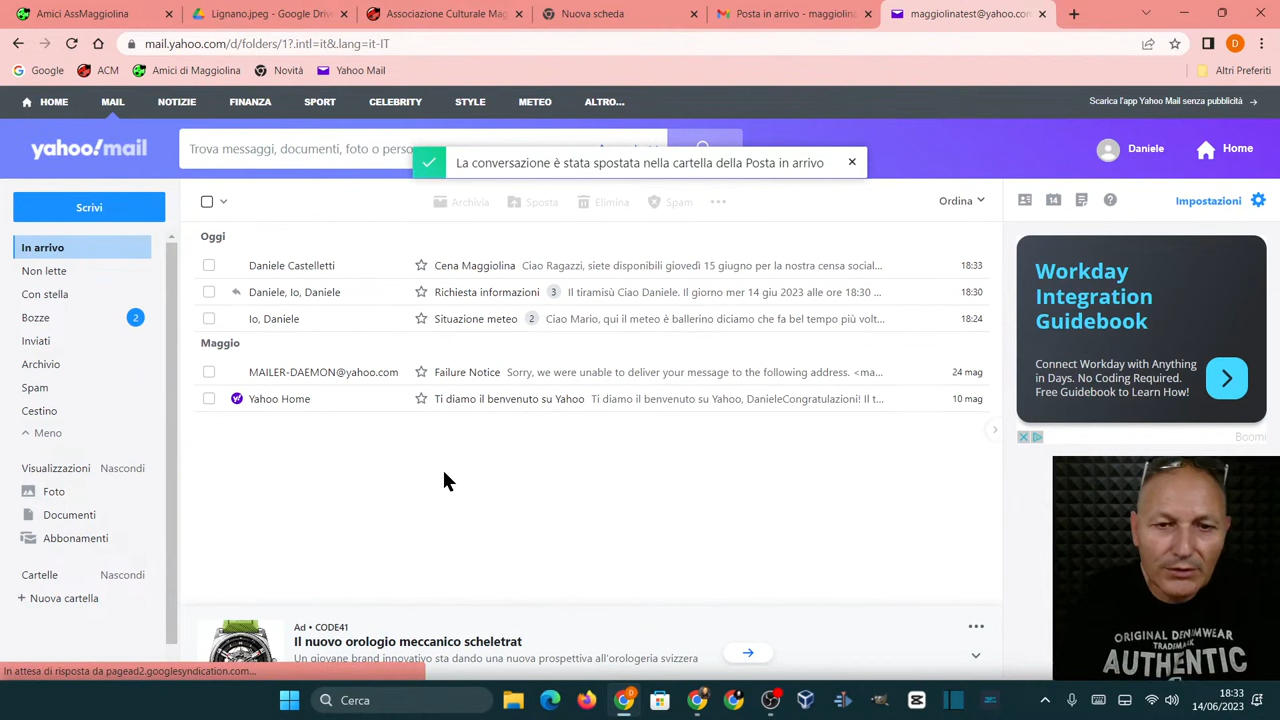 Amici AssMaggiolina
Lignano.jpeg - Google Driv
Associazione Culturale Mag
Nuova scheda
Posta in arrivo - maggiolina
maggiolinatest@yahoo.com
mail.yahoo.com/d/folders/1?.intl=it&.lang=it-IT
D
Google
ACM
Amici di Maggiolina
Novità
Yahoo Mail
Altri Preferiti
HOME
MAIL
NOTIZIE
FINANZA
SPORT
CELEBRITY
STYLE
METEO
ALTRO...
Scarica l'app Yahoo Mail senza pubblicità
yahoo!mail
Trova messaggi, documenti, foto o perso
La conversazione è stata spostata nella cartella della Posta in arrivo
Daniele
Home
Scrivi
Archivia
Sposta
Elimina
Spam
Ordina
14
Impostazioni
In arrivo
Non lette
Con stella
Bozze 2
Inviati
Archivio
Spam
Cestino
Meno
Visualizzazioni Nascondi
Foto
Documenti
Abbonamenti
Cartelle Nascondi
+ Nuova cartella
Oggi
Daniele Castelletti Cena Maggiolina Ciao Ragazzi, siete disponibili giovedì 15 giugno per la nostra censa social... 18:33
Daniele, Io, Daniele Richiesta informazioni 3 Il tiramisù Ciao Daniele. Il giorno mer 14 giu 2023 alle ore 18:30 ... 18:30
Io, Daniele Situazione meteo 2 Ciao Mario, qui il meteo è ballerino diciamo che fa bel tempo più volt... 18:24
Maggio
MAILER-DAEMON@yahoo.com Failure Notice Sorry, we were unable to deliver your message to the following address. <ma... 24 mag
Yahoo Home Ti diamo il benvenuto su Yahoo Ti diamo il benvenuto su Yahoo, DanieleCongratulazioni! Il t... 10 mag
Workday
Integration
Guidebook
Connect Workday with Anything
in Days. No Coding Required.
Free Guidebook to Learn How!
Boomi
Ad • CODE41
Il nuovo orologio meccanico scheletrat
Un giovane brand innovativo sta dando una nuova prospettiva all'orologeria svizzera
ORIGINAL DENIMWEAR
TRADEMARK
AUTHENTIC
In attesa di risposta da pagead2.googlesyndication.com...
Cerca
18:33
14/06/2023